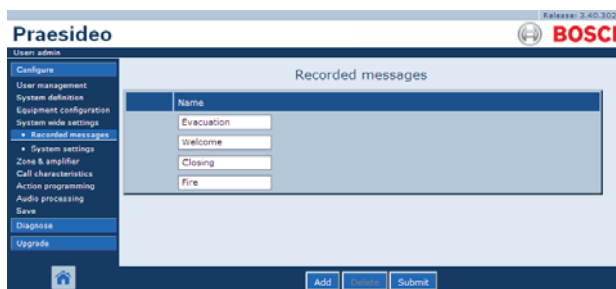 Release: 3.40.302
Praesideo
BOSCH
User: admin
Configure
User management
System definition
Equipment configuration
System wide settings
• Recorded messages
• System settings
Zone & amplifier
Call characteristics
Action programming
Audio processing
Save
Diagnose
Upgrade
Recorded messages
Name
Evacuation
Welcome
Closing
Fire
Add Delete Submit